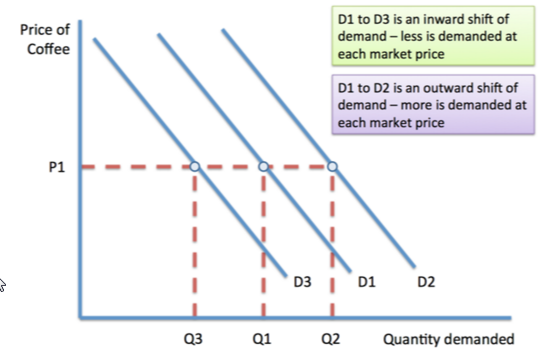 Price of
Coffee
D1 to D3 is an inward shift of
demand – less is demanded at
each market price
D1 to D2 is an outward shift of
demand – more is demanded at
each market price
P1
D3
D1
D2
Q3
Q1
Q2
Quantity demanded